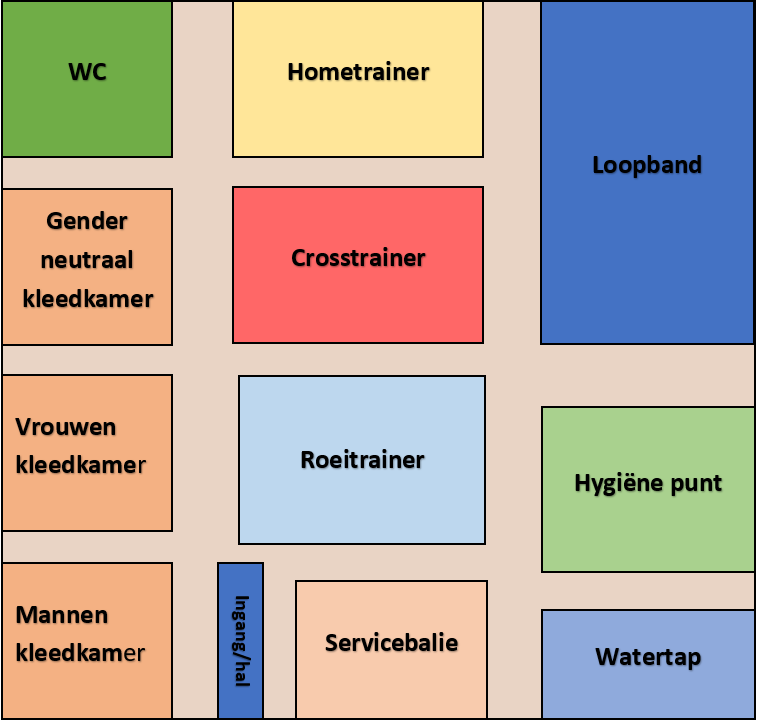 WC
Hometrainer
Loopband
Gender
neutraal
kleedkamer
Crosstrainer
Vrouwen
kleedkamer
Roeitrainer
Hygiëne punt
Mannen
kleedkamer
Ingang/hal
Servicebalie
Watertap